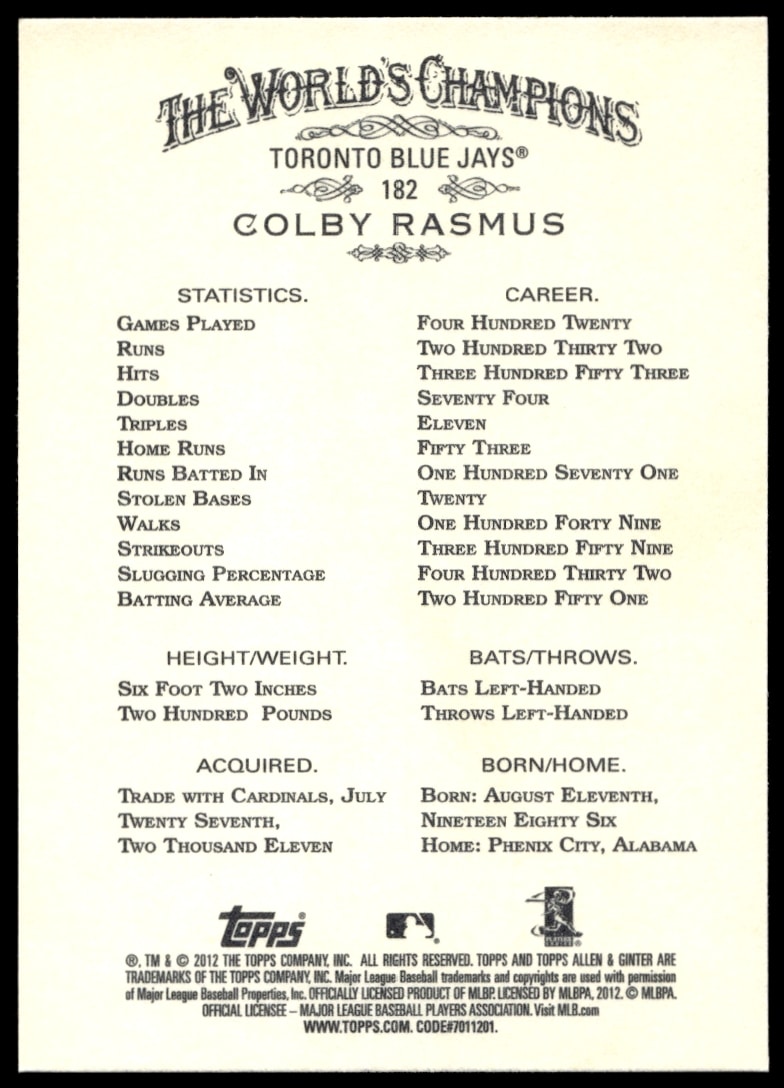 THE WORLD'S CHAMPIONS
TORONTO BLUE JAYS®
182
COLBY RASMUS
STATISTICS.
GAMES PLAYED
RUNS
HITS
DOUBLES
TRIPLES
HOME RUNS
RUNS BATTED IN
STOLEN BASES
WALKS
STRIKEOUTS
SLUGGING PERCENTAGE
BATTING AVERAGE
CAREER.
FOUR HUNDRED TWENTY
TWO HUNDRED THIRTY TWO
THREE HUNDRED FIFTY THREE
SEVENTY FOUR
ELEVEN
FIFTY THREE
ONE HUNDRED SEVENTY ONE
TWENTY
ONE HUNDRED FORTY NINE
THREE HUNDRED FIFTY NINE
FOUR HUNDRED THIRTY TWO
TWO HUNDRED FIFTY ONE
HEIGHT/WEIGHT.
SIX FOOT TWO INCHES
TWO HUNDRED POUNDS
BATS/THROWS.
BATS LEFT-HANDED
THROWS LEFT-HANDED
ACQUIRED.
TRADE WITH CARDINALS, JULY
TWENTY SEVENTH,
TWO THOUSAND ELEVEN
BORN/HOME.
BORN: AUGUST ELEVENTH,
NINETEEN EIGHTY SIX
HOME: PHENIX CITY, ALABAMA
Topps®
®, TM & © 2012 THE TOPPS COMPANY, INC. ALL RIGHTS RESERVED. TOPPS AND TOPPS ALLEN & GINTER ARE
TRADEMARKS OF THE TOPPS COMPANY, INC. Major League Baseball trademarks and copyrights are used with permission
of Major League Baseball Properties, Inc. OFFICIALLY LICENSED PRODUCT OF MLBP. LICENSED BY MLBPA, 2012. © MLBPA.
OFFICIAL LICENSEE – MAJOR LEAGUE BASEBALL PLAYERS ASSOCIATION. Visit MLB.com
WWW.TOPPS.COM. CODE#7011201.